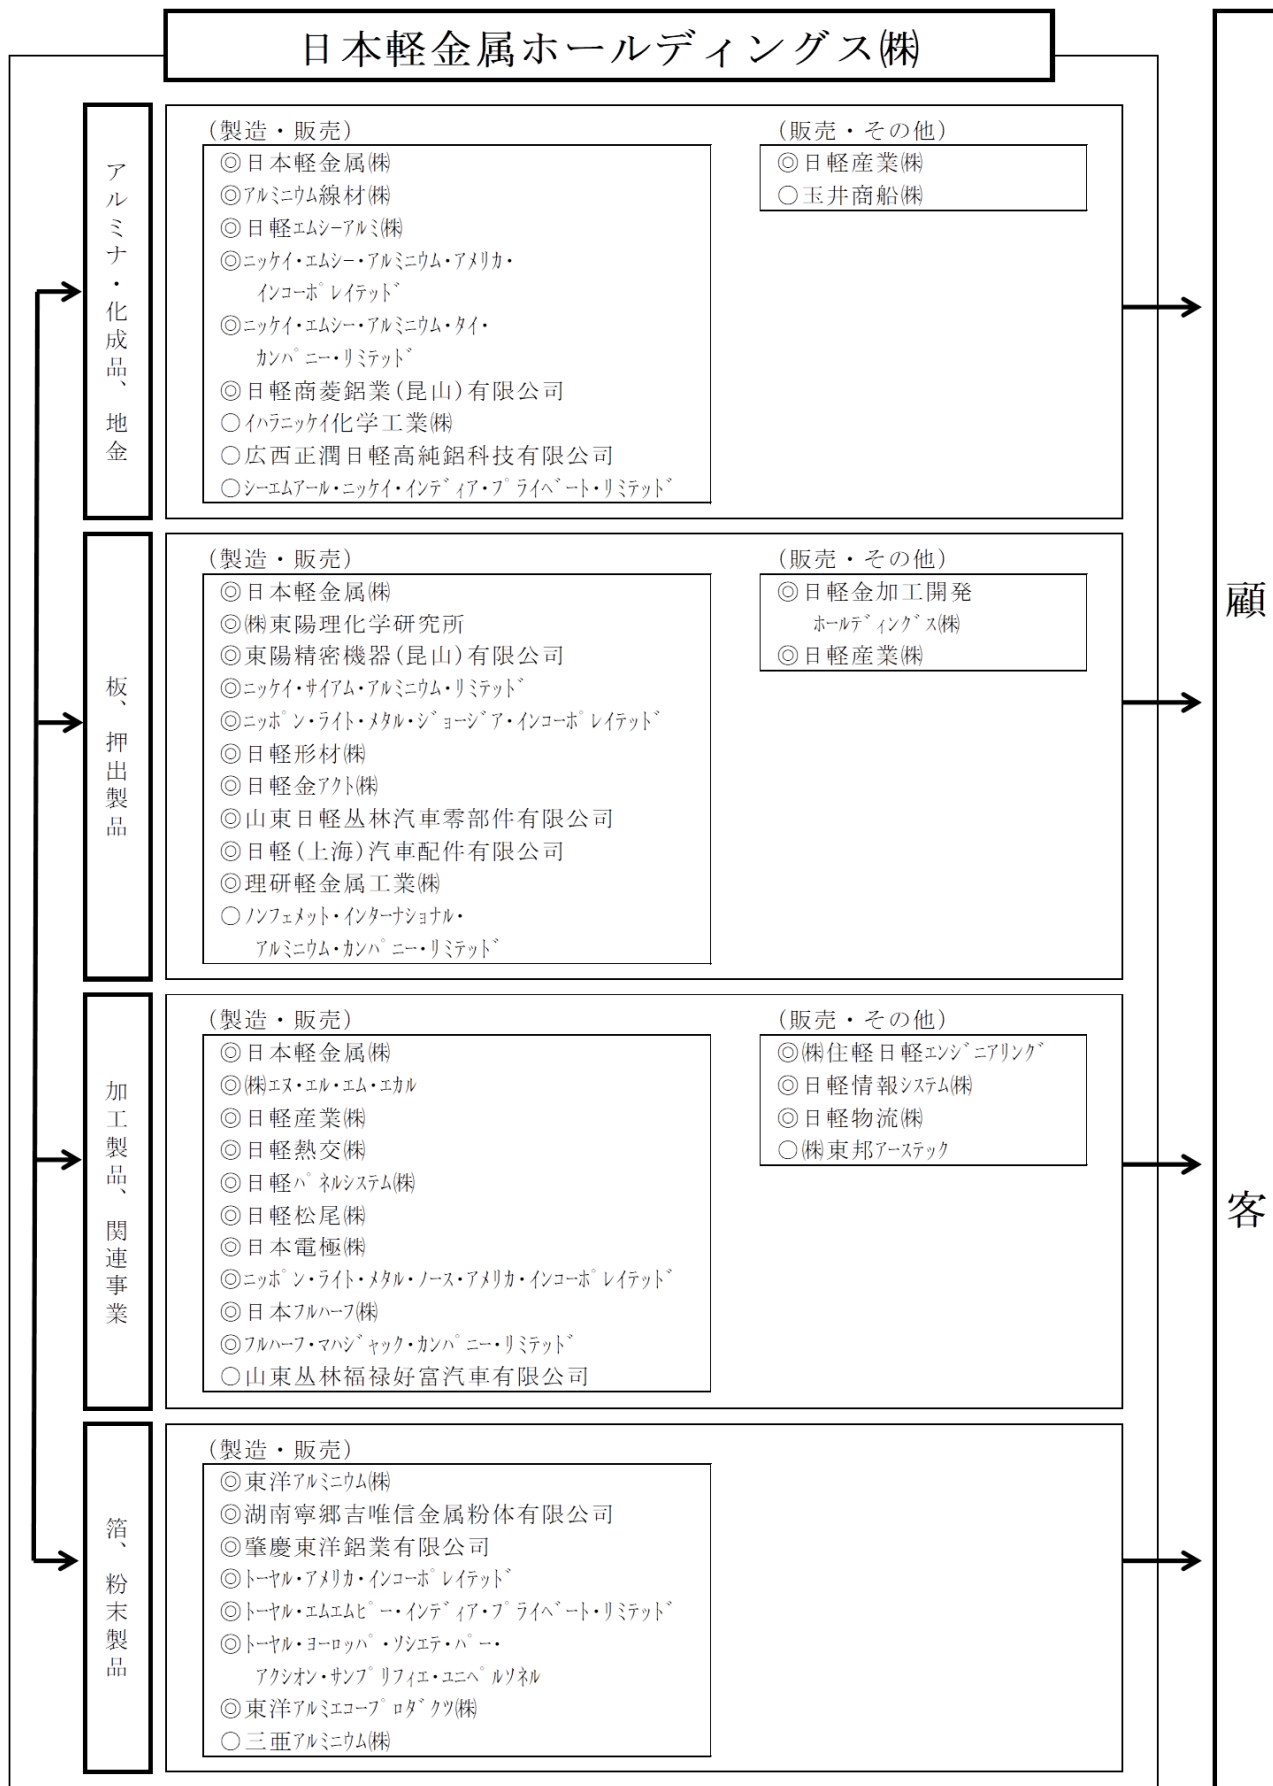 日本軽金属ホールディングス㈱
アルミナ・化成品、地金
(製造・販売)
◎日本軽金属㈱
◎アルミニウム線材㈱
◎日軽エムシーアルミ㈱
◎ニッケイ・エムシー・アルミニウム・アメリカ・
インコーポレイテッド
◎ニッケイ・エムシー・アルミニウム・タイ・
カンパニー・リミテッド
◎日軽商菱鋁業(昆山)有限公司
○イハラニッケイ化学工業㈱
○広西正潤日軽高純鋁科技有限公司
○シーエムアール・ニッケイ・インディア・プライベート・リミテッド
(販売・その他)
◎日軽産業㈱
○玉井商船㈱
板、押出製品
(製造・販売)
◎日本軽金属㈱
◎㈱東陽理化学研究所
◎東陽精密機器(昆山)有限公司
◎ニッケイ・サイアム・アルミニウム・リミテッド
◎ニッポン・ライト・メタル・ジョージア・インコーポレイテッド
◎日軽形材㈱
◎日軽金アクト㈱
◎山東日軽丛林汽車零部件有限公司
◎日軽(上海)汽車配件有限公司
◎理研軽金属工業㈱
○ノンフェメット・インターナショナル・
アルミニウム・カンパニー・リミテッド
(販売・その他)
◎日軽金加工開発
ホールディングス㈱
◎日軽産業㈱
加工製品、関連事業
(製造・販売)
◎日本軽金属㈱
◎㈱エヌ・エル・エム・エカル
◎日軽産業㈱
◎日軽熱交㈱
◎日軽パネルシステム㈱
◎日軽松尾㈱
◎日本電極㈱
◎ニッポン・ライト・メタル・ノース・アメリカ・インコーポレイテッド
◎日本フルハーフ㈱
◎フルハーフ・マハジャック・カンパニー・リミテッド
○山東丛林福禄好富汽車有限公司
(販売・その他)
◎㈱住軽日軽エンジニアリング
◎日軽情報システム㈱
◎日軽物流㈱
○㈱東邦アーステック
箔、粉末製品
(製造・販売)
◎東洋アルミニウム㈱
◎湖南寧郷吉唯信金属粉体有限公司
◎肇慶東洋鋁業有限公司
◎トーヤル・アメリカ・インコーポレイテッド
◎トーヤル・エムエムピー・インディア・プライベート・リミテッド
◎トーヤル・ヨーロッパ・ソシエテ・パー・
アクシオン・サンプリフィエ・ユニペルソネル
◎東洋アルミエコープロダクツ㈱
○三亜アルミニウム㈱
顧客